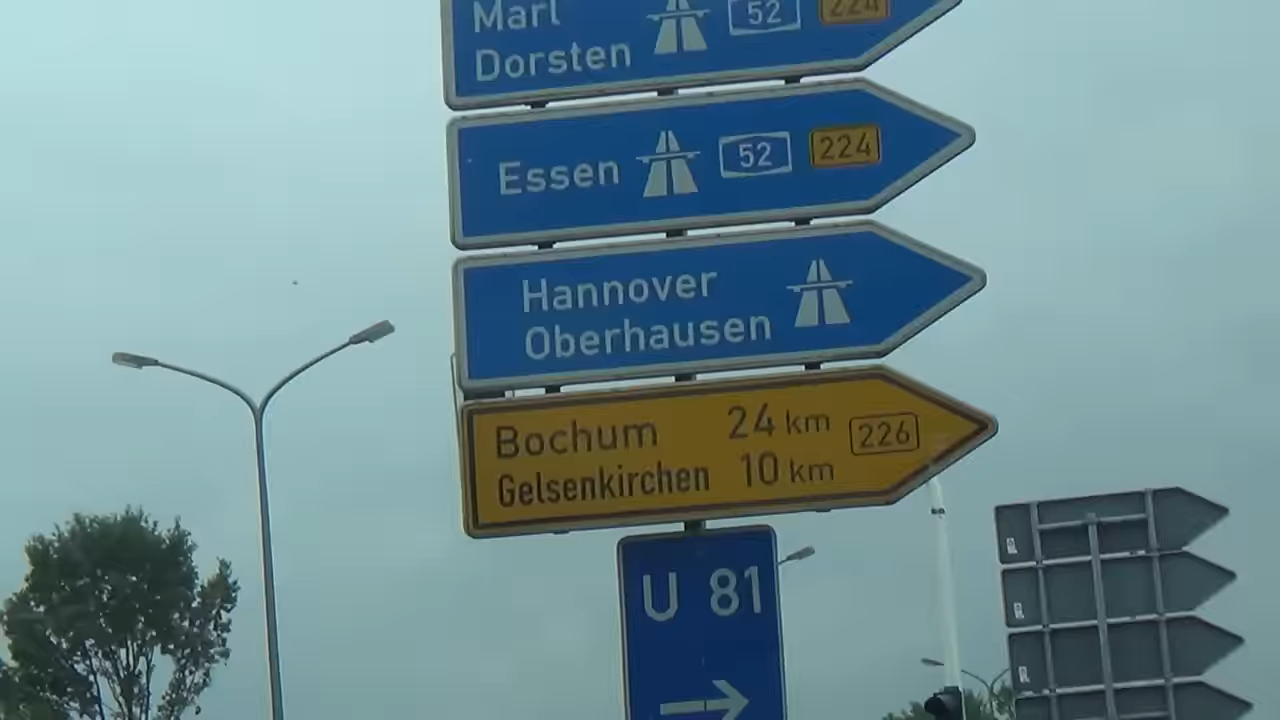 Marl 52 224
Dorsten
Essen 52 224
Hannover
Oberhausen
Bochum 24 km 226
Gelsenkirchen 10 km
U 81